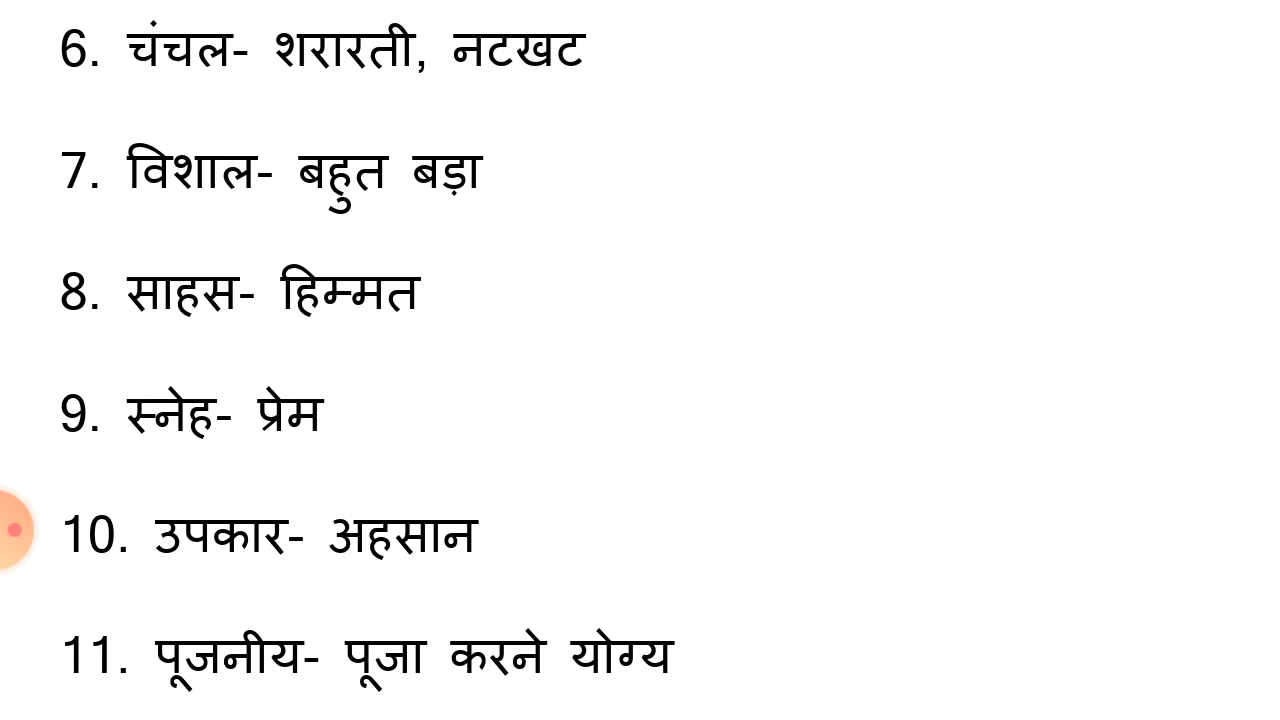 6. चंचल- शरारती, नटखट
7. विशाल- बहुत बड़ा
8. साहस- हिम्मत
9. स्नेह- प्रेम
10. उपकार- अहसान
11. पूजनीय- पूजा करने योग्य